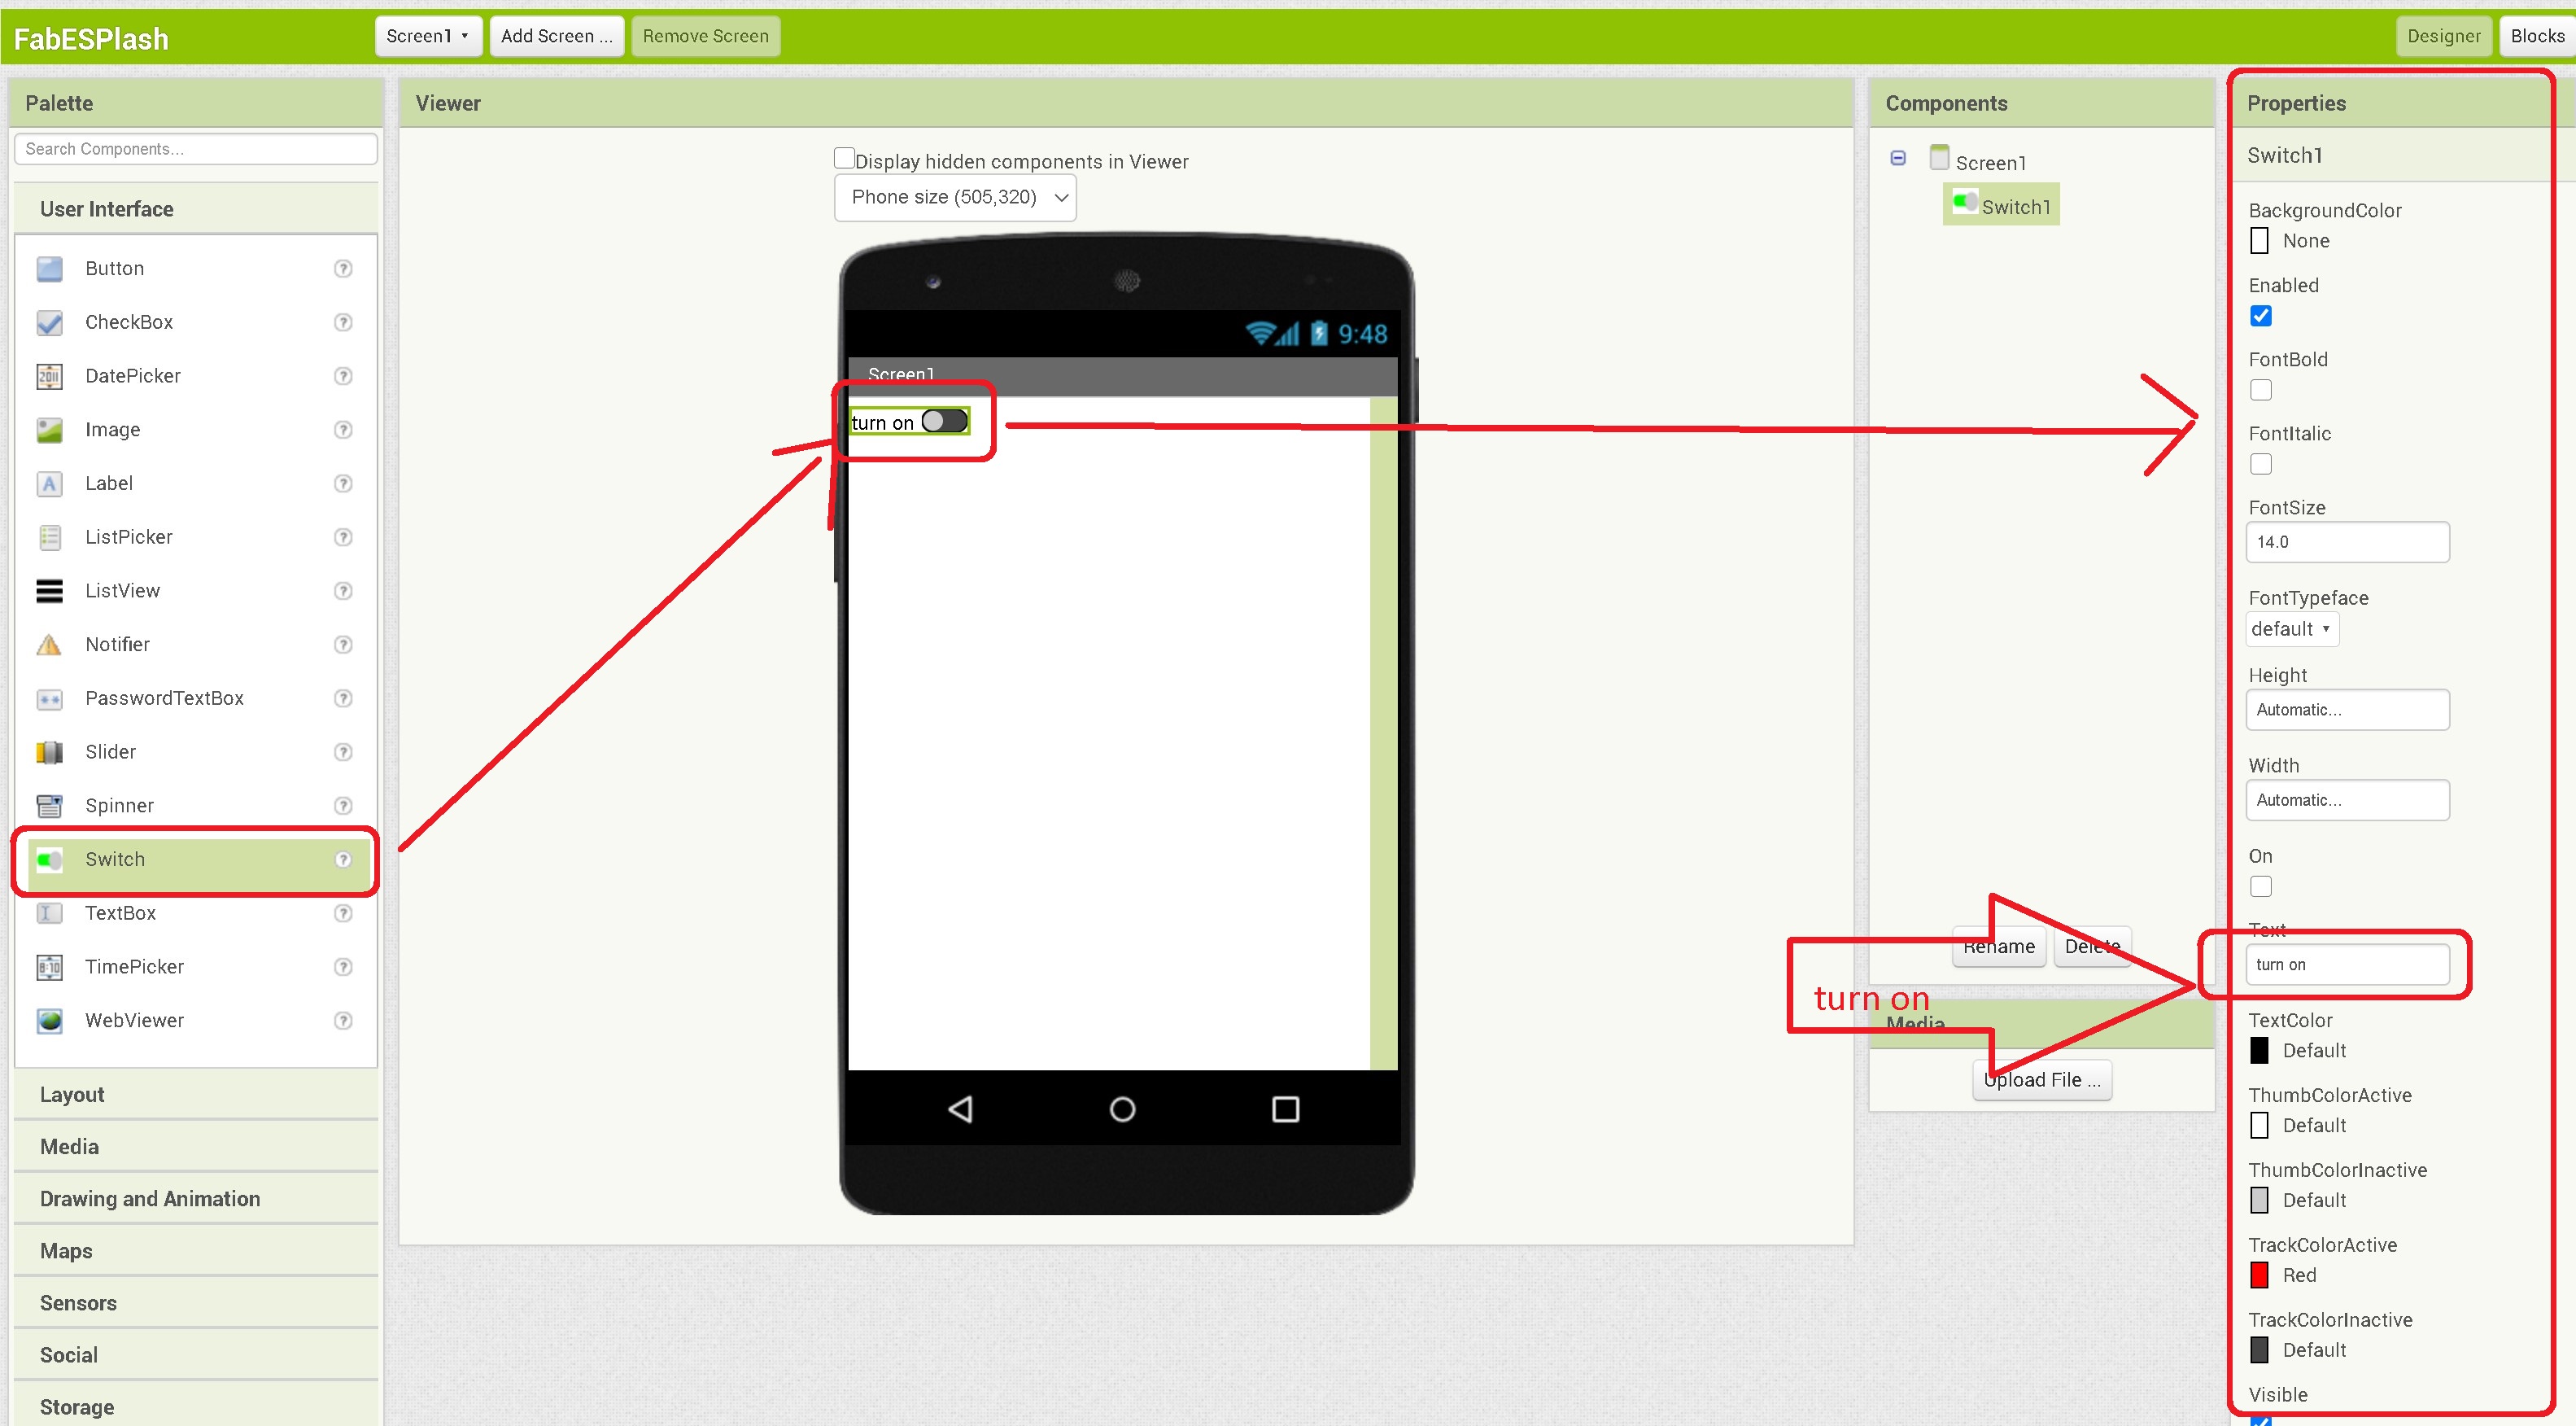 FabESPlash
Screen1 ▾
Add Screen ...
Remove Screen
Designer
Blocks
Palette
Search Components...
User Interface
Button
CheckBox
DatePicker
Image
Label
ListPicker
ListView
Notifier
PasswordTextBox
Slider
Spinner
Switch
TextBox
TimePicker
WebViewer
Layout
Media
Drawing and Animation
Maps
Sensors
Social
Storage
Viewer
Display hidden components in Viewer
Phone size (505,320)
9:48
Screen1
turn on
Components
Screen1
Switch1
Rename
Delete
turn on
Media
Upload File ...
Properties
Switch1
BackgroundColor
None
Enabled
FontBold
FontItalic
FontSize
14.0
FontTypeface
default ▾
Height
Automatic...
Width
Automatic...
On
Text
turn on
TextColor
Default
ThumbColorActive
Default
ThumbColorInactive
Default
TrackColorActive
Red
TrackColorInactive
Default
Visible